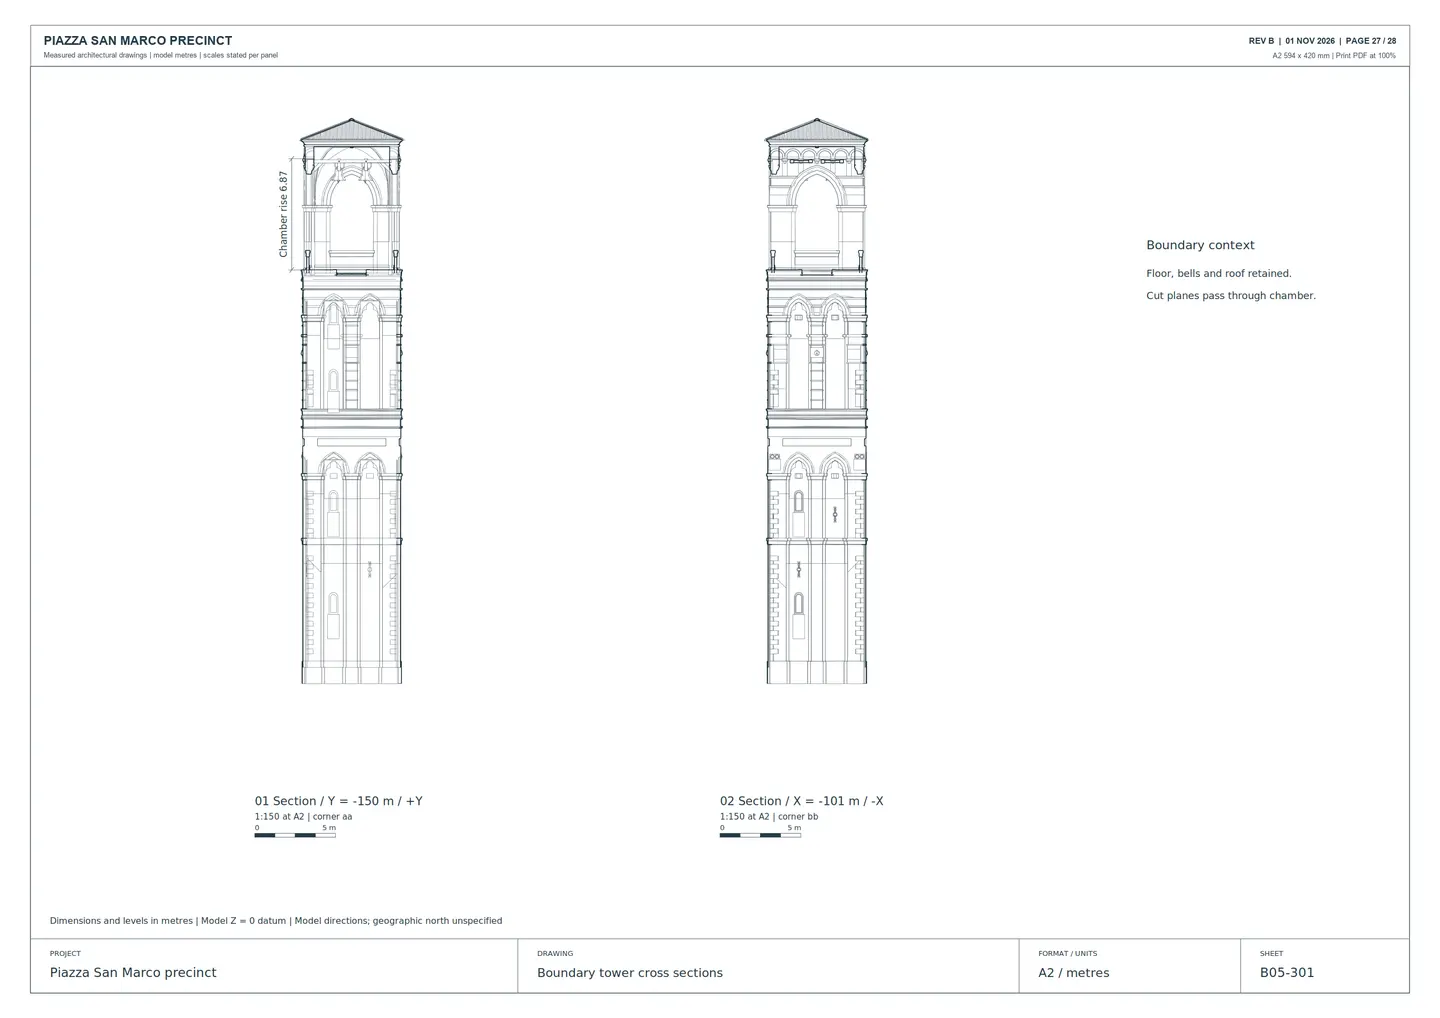 PIAZZA SAN MARCO PRECINCT
Measured architectural drawings | model metres | scales stated per panel
REV B | 01 NOV 2026 | PAGE 27 / 28
A2 594 x 420 mm | Print PDF at 100%
Chamber rise 6.87
Boundary context
Floor, bells and roof retained.
Cut planes pass through chamber.
01 Section / Y = -150 m / +Y
1:150 at A2 | corner aa
0 5 m
02 Section / X = -101 m / -X
1:150 at A2 | corner bb
0 5 m
Dimensions and levels in metres | Model Z = 0 datum | Model directions; geographic north unspecified
PROJECT
Piazza San Marco precinct
DRAWING
Boundary tower cross sections
FORMAT / UNITS
A2 / metres
SHEET
B05-301